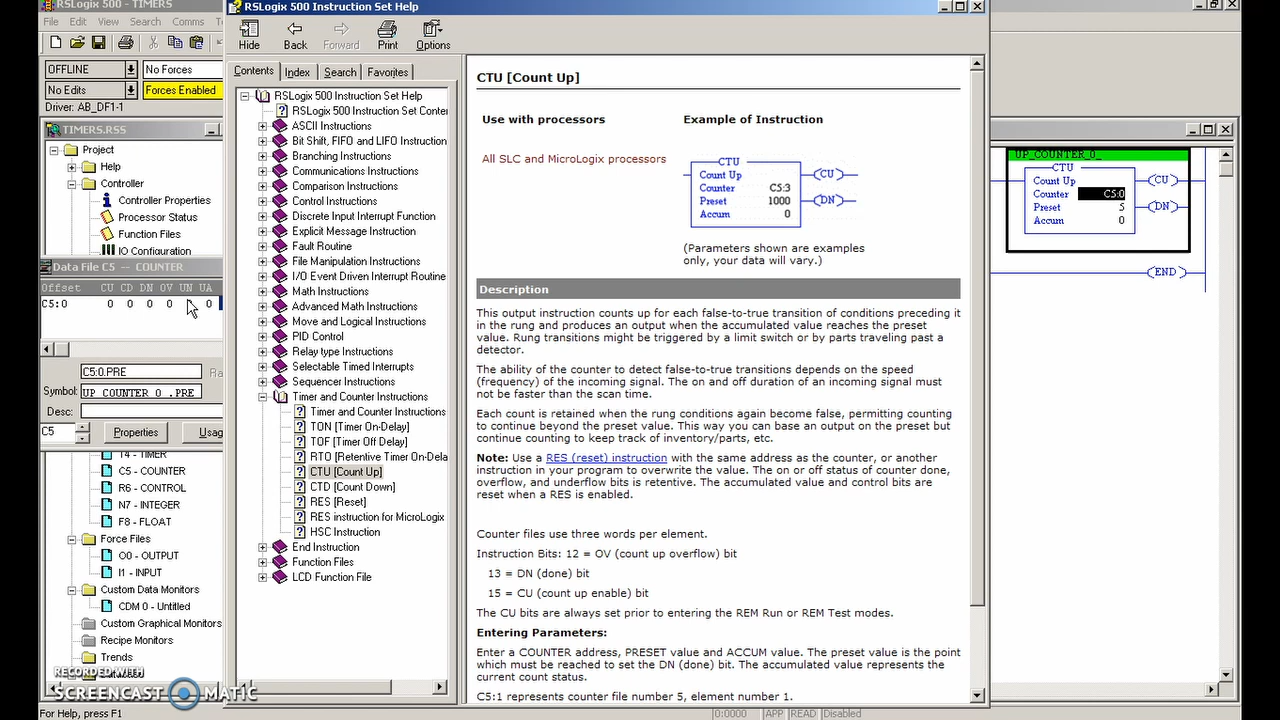 RSLogix 500 - TIMERS
File Edit View Search Comms
OFFLINE No Forces
No Edits Forces Enabled
Driver: AB_DF1-1
TIMERS.RSS
Project
Help
Controller
Controller Properties
Processor Status
Function Files
IO Configuration
Data File C5 -- COUNTER
Offset CU CD DN OV UN UA
C5:0 0 0 0 0 0
C5:0.PRE
Symbol: UP_COUNTER_0_.PRE
Desc:
C5 Properties Usag
T4 - TIMER
C5 - COUNTER
R6 - CONTROL
N7 - INTEGER
F8 - FLOAT
Force Files
O0 - OUTPUT
I1 - INPUT
Custom Data Monitors
CDM 0 - Untitled
Custom Graphical Monitors
Recipe Monitors
Trends
RECORDED WITH
SCREENCAST MATIC
For Help, press F1
RSLogix 500 Instruction Set Help
Hide Back Forward Print Options
Contents Index Search Favorites
RSLogix 500 Instruction Set Help
RSLogix 500 Instruction Set Conter
ASCII Instructions
Bit Shift, FIFO and LIFO Instruction
Branching Instructions
Communications Instructions
Comparison Instructions
Control Instructions
Discrete Input Interrupt Function
Explicit Message Instruction
Fault Routine
File Manipulation Instructions
I/O Event Driven Interrupt Routine
Math Instructions
Advanced Math Instructions
Move and Logical Instructions
PID Control
Relay type Instructions
Selectable Timed Interrupts
Sequencer Instructions
Timer and Counter Instructions
Timer and Counter Instructions
TON [Timer On-Delay]
TOF [Timer Off Delay]
RTO [Retentive Timer On-Dela
CTU [Count Up]
CTD [Count Down]
RES [Reset]
RES instruction for MicroLogix
HSC Instruction
End Instruction
Function Files
LCD Function File
CTU [Count Up]
Use with processors Example of Instruction
All SLC and MicroLogix processors
CTU
Count Up CU
Counter C5:3
Preset 1000 DN
Accum 0
(Parameters shown are examples
only, your data will vary.)
Description
This output instruction counts up for each false-to-true transition of conditions preceding it
in the rung and produces an output when the accumulated value reaches the preset
value. Rung transitions might be triggered by a limit switch or by parts traveling past a
detector.
The ability of the counter to detect false-to-true transitions depends on the speed
(frequency) of the incoming signal. The on and off duration of an incoming signal must
not be faster than the scan time.
Each count is retained when the rung conditions again become false, permitting counting
to continue beyond the preset value. This way you can base an output on the preset but
continue counting to keep track of inventory/parts, etc.
Note: Use a RES (reset) instruction with the same address as the counter, or another
instruction in your program to overwrite the value. The on or off status of counter done,
overflow, and underflow bits is retentive. The accumulated value and control bits are
reset when a RES is enabled.
Counter files use three words per element.
Instruction Bits: 12 = OV (count up overflow) bit
13 = DN (done) bit
15 = CU (count up enable) bit
The CU bits are always set prior to entering the REM Run or REM Test modes.
Entering Parameters:
Enter a COUNTER address, PRESET value and ACCUM value. The preset value is the point
which must be reached to set the DN (done) bit. The accumulated value represents the
current count status.
C5:1 represents counter file number 5, element number 1.
UP_COUNTER_0_
CTU
Count Up CU
Counter C5:0
Preset 5 DN
Accum 0
END
0:0000 APP READ Disabled